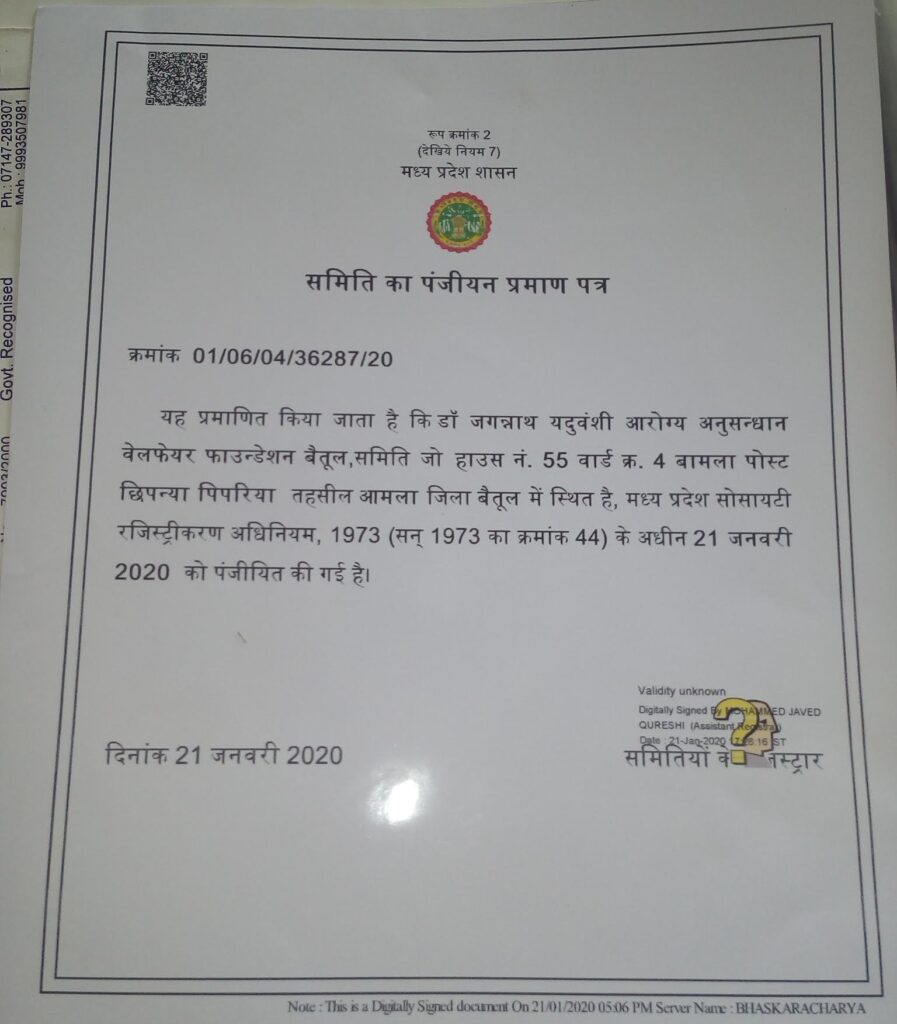 रूप क्रमांक 2
(देखिये नियम 7)
मध्य प्रदेश शासन
समिति का पंजीयन प्रमाण पत्र
क्रमांक 01/06/04/36287/20
यह प्रमाणित किया जाता है कि डॉ जगन्नाथ यदुवंशी आरोग्य अनुसन्धान
वेलफेयर फाउन्डेशन बैतूल,समिति जो हाउस नं. 55 वार्ड क्र. 4 बामला पोस्ट
छिपन्या पिपरिया तहसील आमला जिला बैतूल में स्थित है, मध्य प्रदेश सोसायटी
रजिस्ट्रीकरण अधिनियम, 1973 (सन् 1973 का क्रमांक 44) के अधीन 21 जनवरी
2020 को पंजीयित की गई है।
Validity unknown
Digitally Signed By MOHAMMED JAVED
QURESHI (Assistant Registrar)
Date : 21-Jan-2020
दिनांक 21 जनवरी 2020
समितियों
Note : This is a Digitally Signed document On 21/01/2020 05:06 PM Server Name : BHASKARACHARYA
Ph.: 07147-289307
Mob.: 9993507981
Govt. Recognised